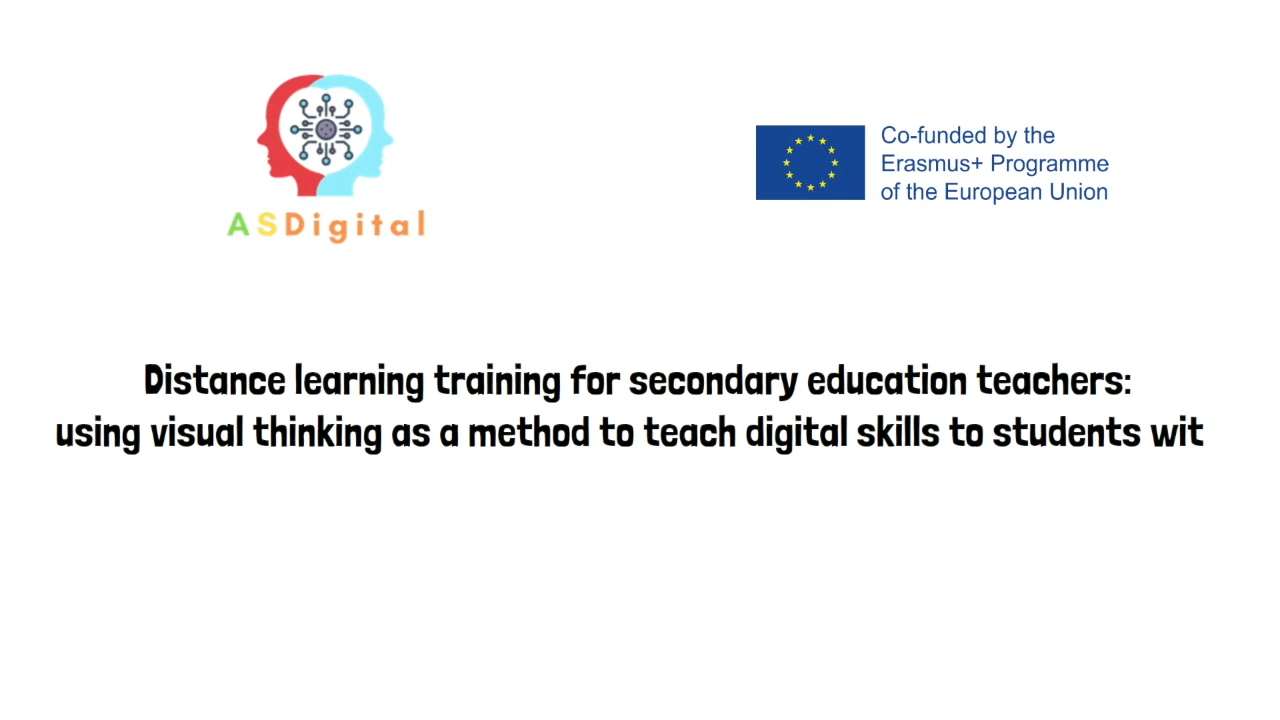 ASDigital
Co-funded by the
Erasmus+ Programme
of the European Union
Distance learning training for secondary education teachers:
using visual thinking as a method to teach digital skills to students wit